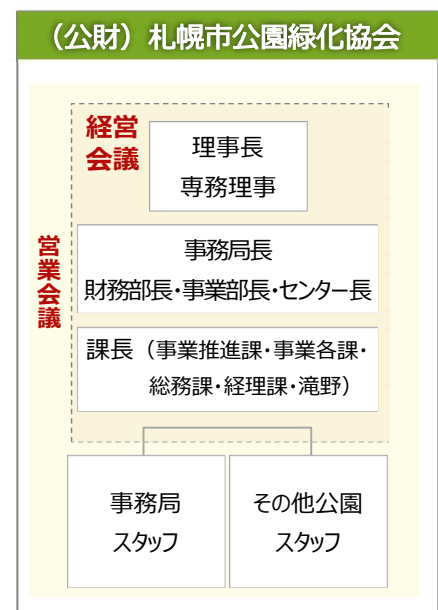 （公財）札幌市公園緑化協会
経営
会議
理事長
専務理事
営業会議
事務局長
財務部長・事業部長・センター長
課長（事業推進課・事業各課・
総務課・経理課・滝野）
事務局
スタッフ
その他公園
スタッフ